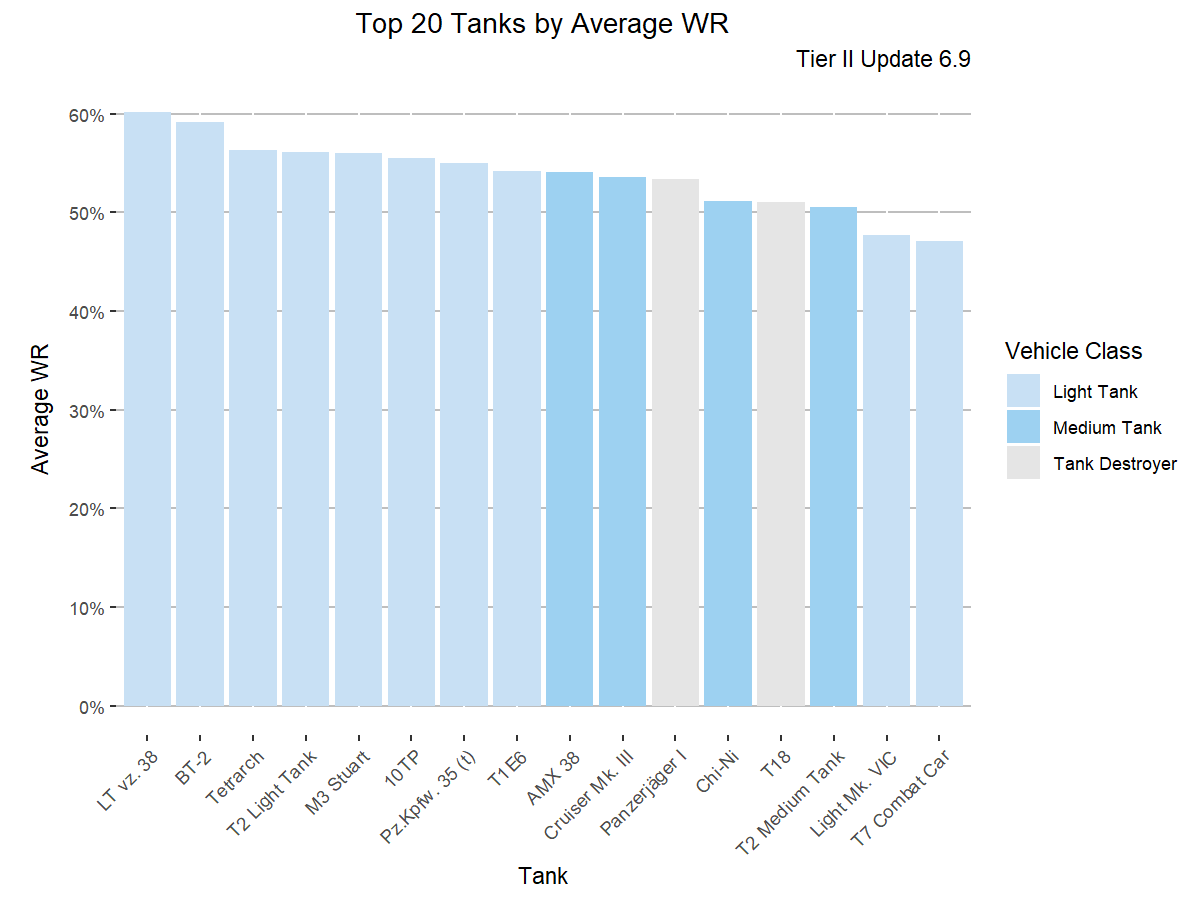 Top 20 Tanks by Average WR
Tier II Update 6.9
60%
50%
40%
30%
20%
10%
0%
Average WR
LT vz. 38
BT-2
Tetrarch
T2 Light Tank
M3 Stuart
10TP
Pz.Kpfw. 35 (t)
T1E6
AMX 38
Cruiser Mk. III
Panzerjäger I
Chi-Ni
T18
T2 Medium Tank
Light Mk. VIC
T7 Combat Car
Tank
Vehicle Class
Light Tank
Medium Tank
Tank Destroyer